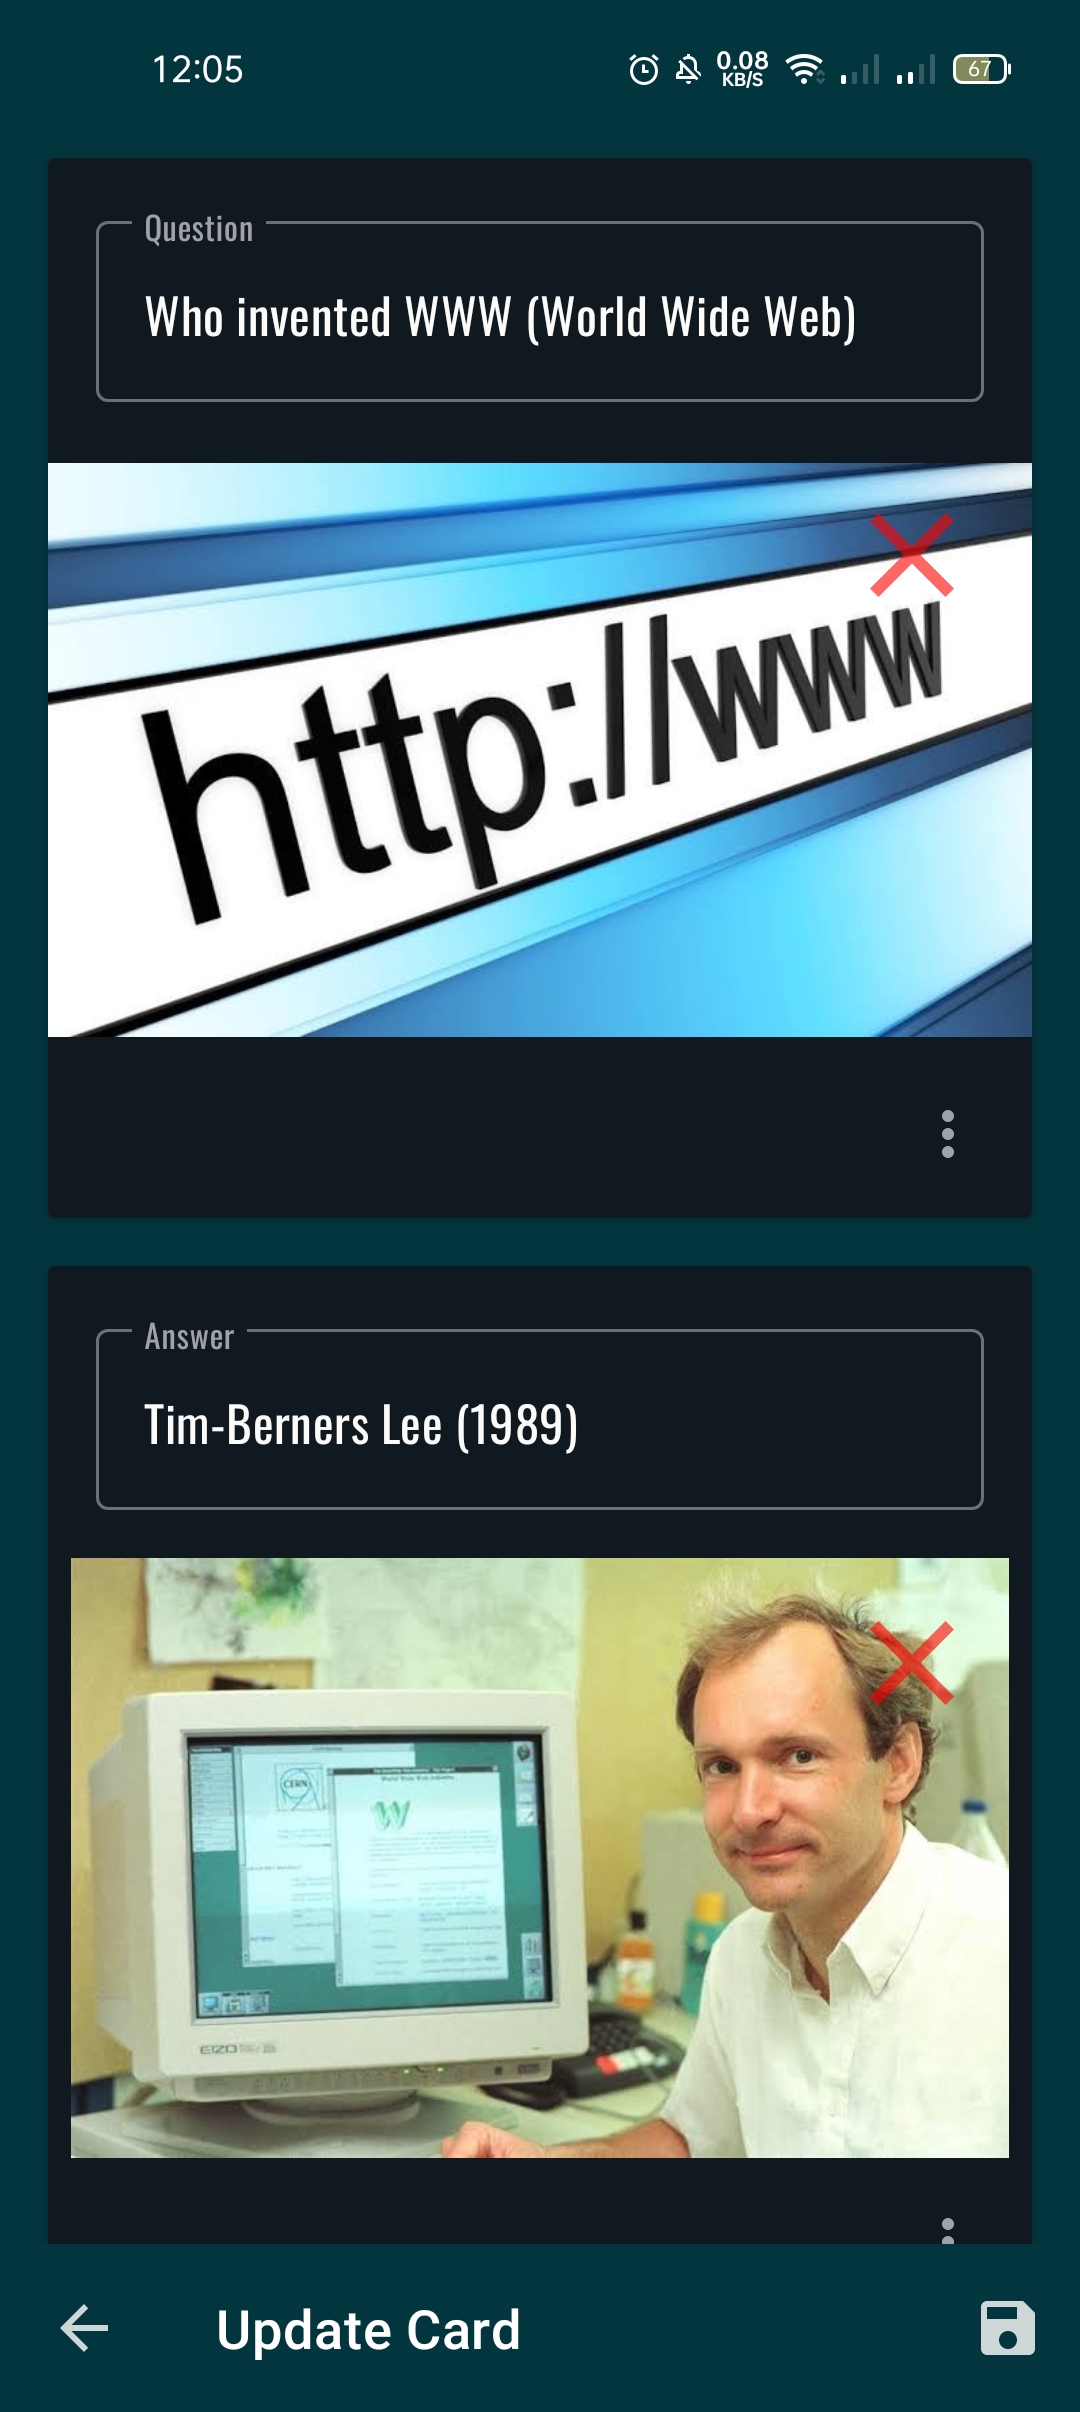 12:05
0.08
KB/S
67
Question
Who invented WWW (World Wide Web)
http://www
Answer
Tim-Berners Lee (1989)
CERN
W
EIZO
Update Card